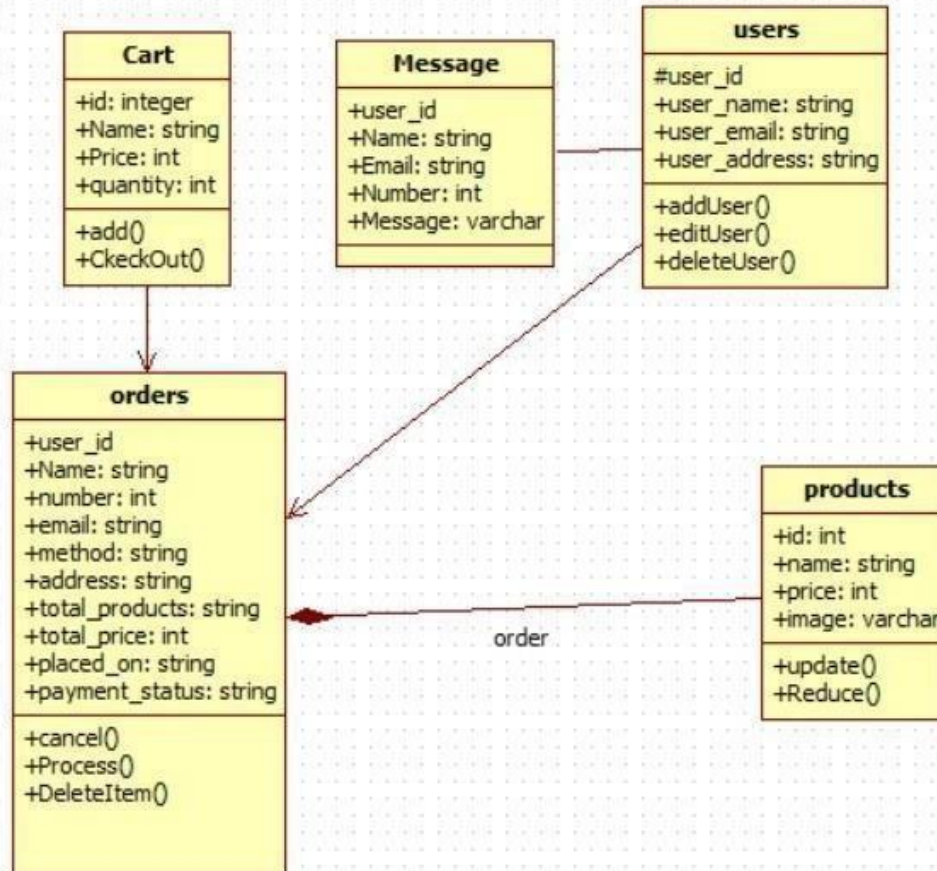 Cart
+id: integer
+Name: string
+Price: int
+quantity: int
+add()
+CkeckOut()
Message
+user_id
+Name: string
+Email: string
+Number: int
+Message: varchar
users
#user_id
+user_name: string
+user_email: string
+user_address: string
+addUser()
+editUser()
+deleteUser()
orders
+user_id
+Name: string
+number: int
+email: string
+method: string
+address: string
+total_products: string
+total_price: int
+placed_on: string
+payment_status: string
+cancel()
+Process()
+DeleteItem()
order
products
+id: int
+name: string
+price: int
+image: varchar
+update()
+Reduce()